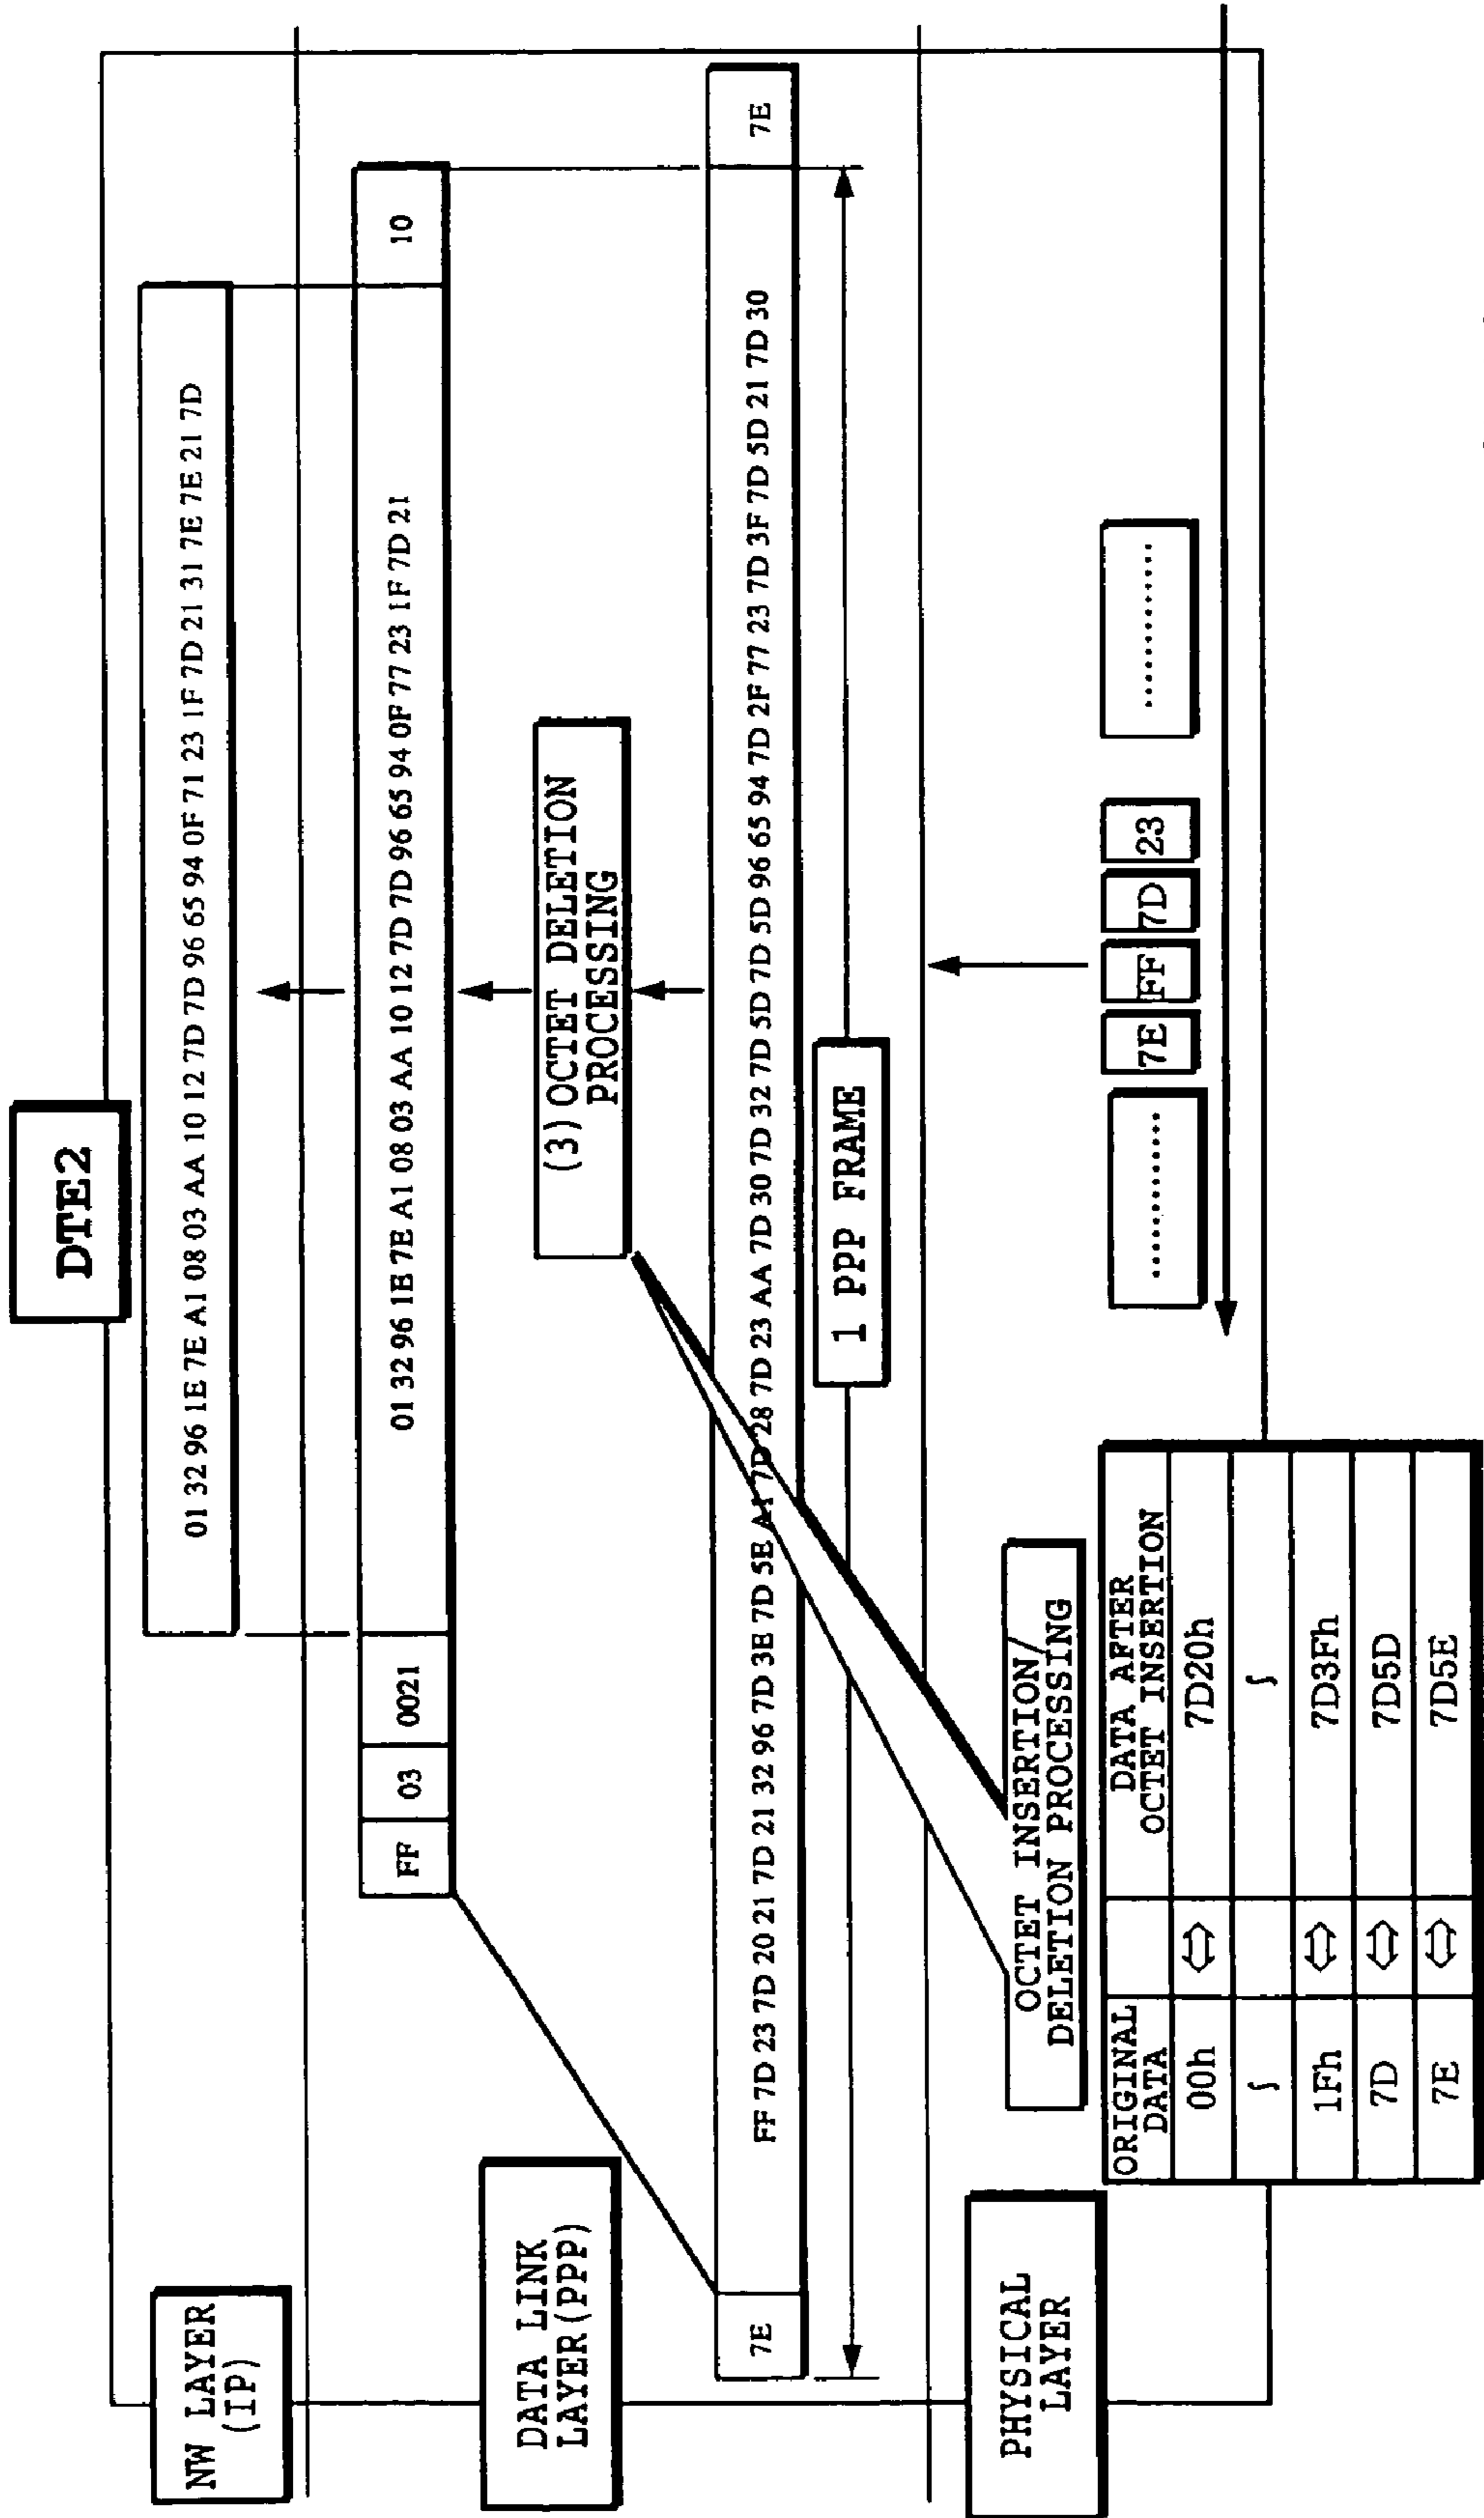 DTE2
NW LAYER
(IP)
01 32 96 1E 7E A1 08 03 AA 10 12 7D 7D 96 65 94 0F 71 23 1F 7D 21 31 7E 7E 21 7D
FF 03 0021 01 32 96 1E 7E A1 08 03 AA 10 12 7D 7D 96 65 94 0F 77 23 1F 7D 21 10
DATA LINK
LAYER(PPP)
(3) OCTET DELETION
PROCESSING
7E FF 7D 23 7D 20 21 7D 21 32 96 7D 3E 7D 5E A1 7D 28 7D 23 AA 7D 30 7D 32 7D 5D 7D 5D 96 65 94 7D 2F 77 23 7D 3F 7D 5D 21 7D 30 7E
1 PPP FRAME
PHYSICAL
LAYER
OCTET INSERTION/
DELETION PROCESSING
............ 7E FF 7D 23 ............
ORIGINAL
DATA
DATA AFTER
OCTET INSERTION
00h ⇔ 7D20h
∫ ∫
1Fh ⇔ 7D3Fh
7D ⇔ 7D5D
7E ⇔ 7D5E